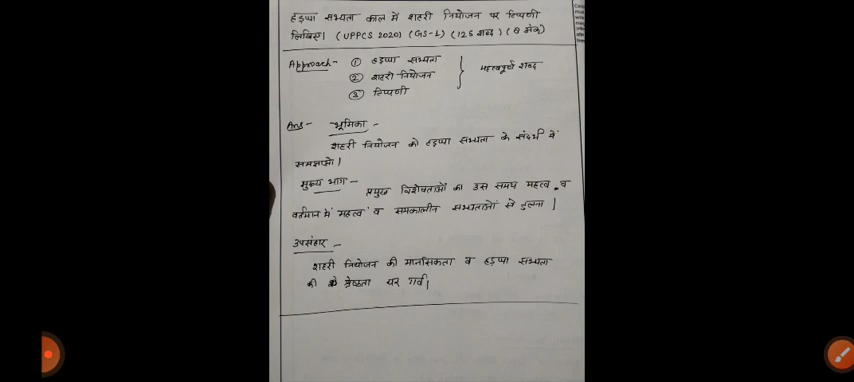 हड़प्पा सभ्यता काल में शहरी नियोजन पर टिप्पणी
लिखिए। (UPPCS 2020) (GS-1) (125 शब्द) (8 अंक)
Approach- ① हड़प्पा सभ्यता
② शहरी नियोजन } महत्वपूर्ण शब्द
③ टिप्पणी
Ans- भूमिका -
शहरी नियोजन को हड़प्पा सभ्यता के संदर्भ में
समझाओ।
मुख्य भाग -
प्रमुख विशेषताओं का उस समय महत्व व
वर्तमान में महत्व व समकालीन सभ्यताओं से तुलना।
उपसंहार -
शहरी नियोजन की मानसिकता व हड़प्पा सभ्यता
की श्रेष्ठता पर गर्व।